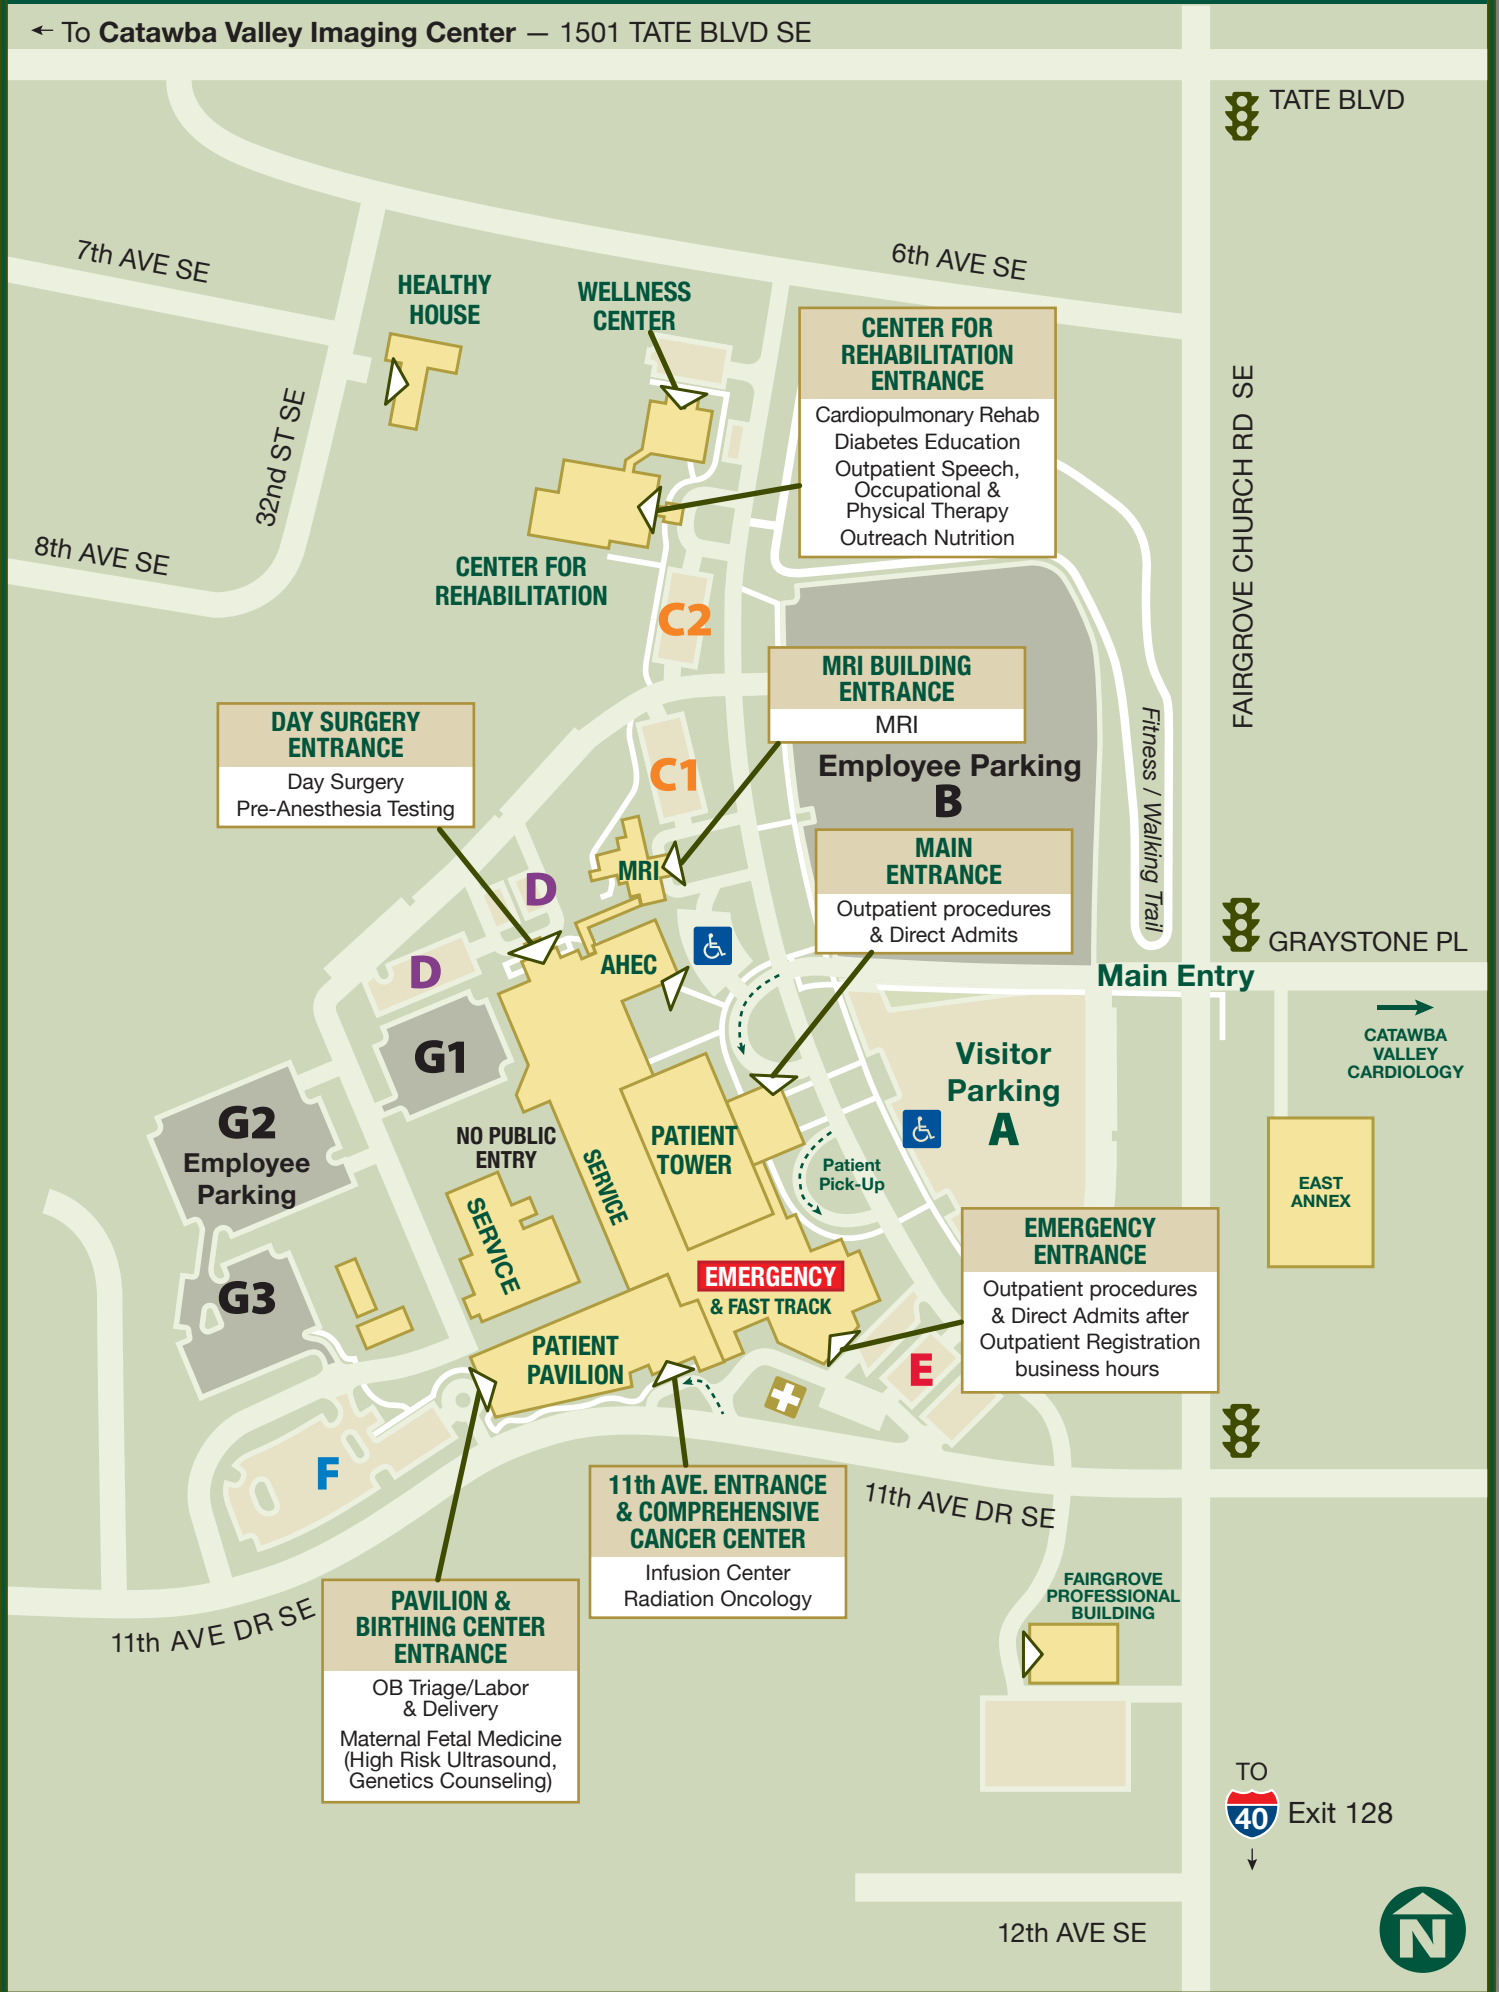 ← To Catawba Valley Imaging Center — 1501 TATE BLVD SE
TATE BLVD
7th AVE SE
6th AVE SE
HEALTHY
HOUSE
WELLNESS
CENTER
CENTER FOR
REHABILITATION
ENTRANCE
Cardiopulmonary Rehab
Diabetes Education
Outpatient Speech,
Occupational &
Physical Therapy
Outreach Nutrition
32nd ST SE
FAIRGROVE CHURCH RD SE
8th AVE SE
CENTER FOR
REHABILITATION
C2
MRI BUILDING
ENTRANCE
MRI
DAY SURGERY
ENTRANCE
Day Surgery
Pre-Anesthesia Testing
C1
Employee Parking
B
Fitness / Walking Trail
MAIN
ENTRANCE
Outpatient procedures
& Direct Admits
MRI
D
D
AHEC
GRAYSTONE PL
Main Entry
CATAWBA
VALLEY
CARDIOLOGY
G1
Visitor
Parking
A
G2
Employee
Parking
NO PUBLIC
ENTRY
SERVICE
PATIENT
TOWER
Patient
Pick-Up
EAST
ANNEX
SERVICE
EMERGENCY
ENTRANCE
Outpatient procedures
& Direct Admits after
Outpatient Registration
business hours
G3
EMERGENCY
& FAST TRACK
PATIENT
PAVILION
E
F
11th AVE. ENTRANCE
& COMPREHENSIVE
CANCER CENTER
Infusion Center
Radiation Oncology
11th AVE DR SE
FAIRGROVE
PROFESSIONAL
BUILDING
11th AVE DR SE
PAVILION &
BIRTHING CENTER
ENTRANCE
OB Triage/Labor
& Delivery
Maternal Fetal Medicine
(High Risk Ultrasound,
Genetics Counseling)
TO
40 Exit 128
12th AVE SE
N